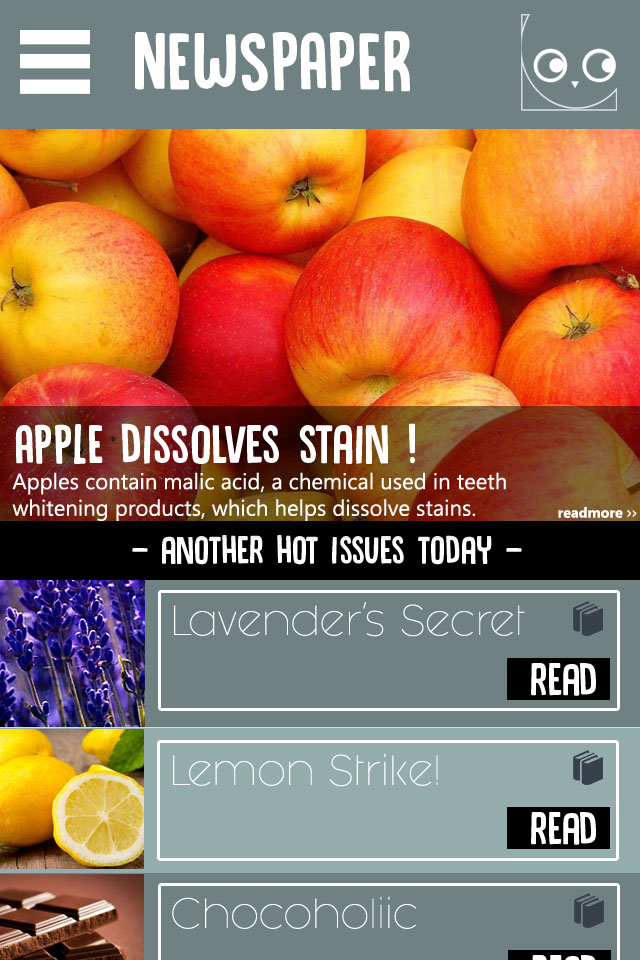 NEWSPAPER
APPLE DISSOLVES STAIN !
Apples contain malic acid, a chemical used in teeth
whitening products, which helps dissolve stains.
readmore ››
- ANOTHER HOT ISSUES TODAY -
Lavender's Secret
READ
Lemon Strike!
READ
Chocoholiic
READ